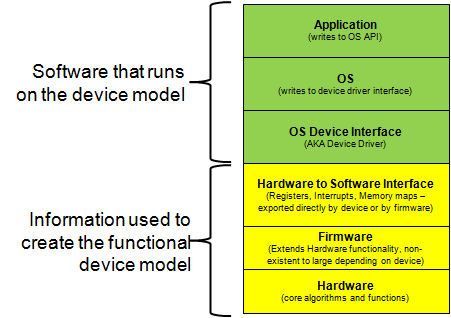 Software that runs
on the device model
Application
(writes to OS API)
OS
(writes to device driver interface)
OS Device Interface
(AKA Device Driver)
Information used to
create the functional
device model
Hardware to Software Interface
(Registers, Interrupts, Memory maps –
exported directly by device or by firmware)
Firmware
(Extends Hardware functionality, non-
existent to large depending on device)
Hardware
(core algorithms and functions)